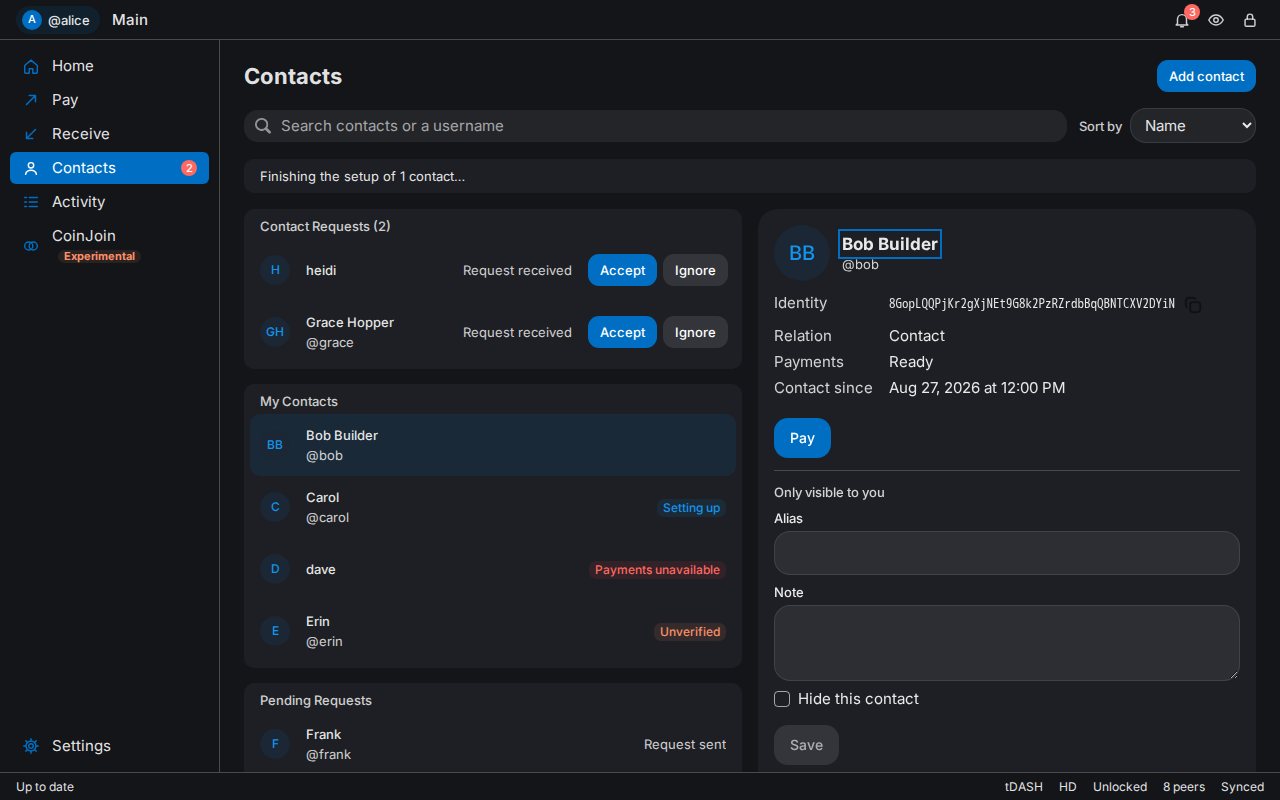 A @alice Main 3
Home
Pay
Receive
Contacts 2
Activity
CoinJoin
Experimental
Settings
Contacts
Add contact
Search contacts or a username
Sort by Name
Finishing the setup of 1 contact...
Contact Requests (2)
H heidi Request received Accept Ignore
GH Grace Hopper
@grace
Request received Accept Ignore
My Contacts
BB Bob Builder
@bob
C Carol
@carol
Setting up
D dave Payments unavailable
E Erin
@erin
Unverified
Pending Requests
F Frank
@frank
Request sent
BB Bob Builder
@bob
Identity 8GopLQQPjKr2gXjNEt9G8k2PzRZrdbBqQBNTCXV2DYiN
Relation Contact
Payments Ready
Contact since Aug 27, 2026 at 12:00 PM
Pay
Only visible to you
Alias
Note
Hide this contact
Save
Up to date tDASH HD Unlocked 8 peers Synced